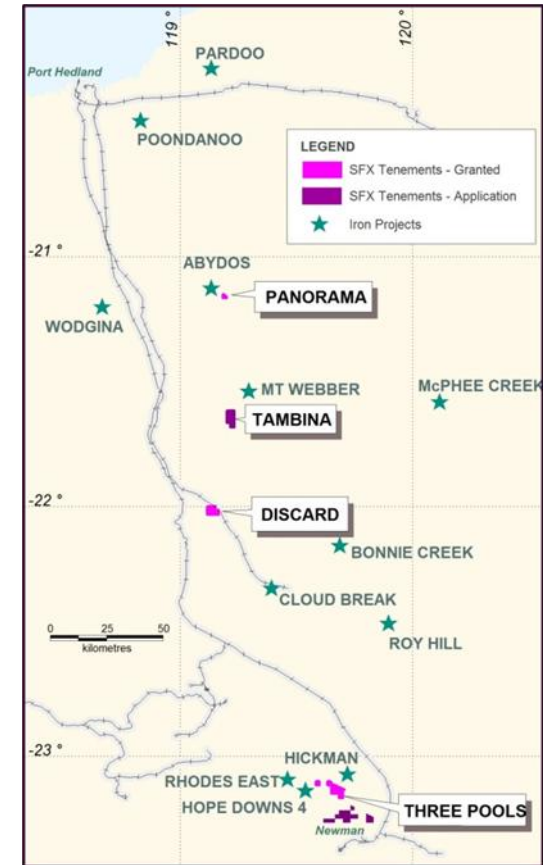 119°
120°
PARDOO
Port Hedland
POONDANOO
LEGEND
SFX Tenements - Granted
SFX Tenements - Application
Iron Projects
-21°
ABYDOS
PANORAMA
WODGINA
MT WEBBER
McPHEE CREEK
TAMBINA
-22°
DISCARD
BONNIE CREEK
CLOUD BREAK
ROY HILL
0 25 50
kilometres
-23°
HICKMAN
RHODES EAST
HOPE DOWNS 4
THREE POOLS
Newman